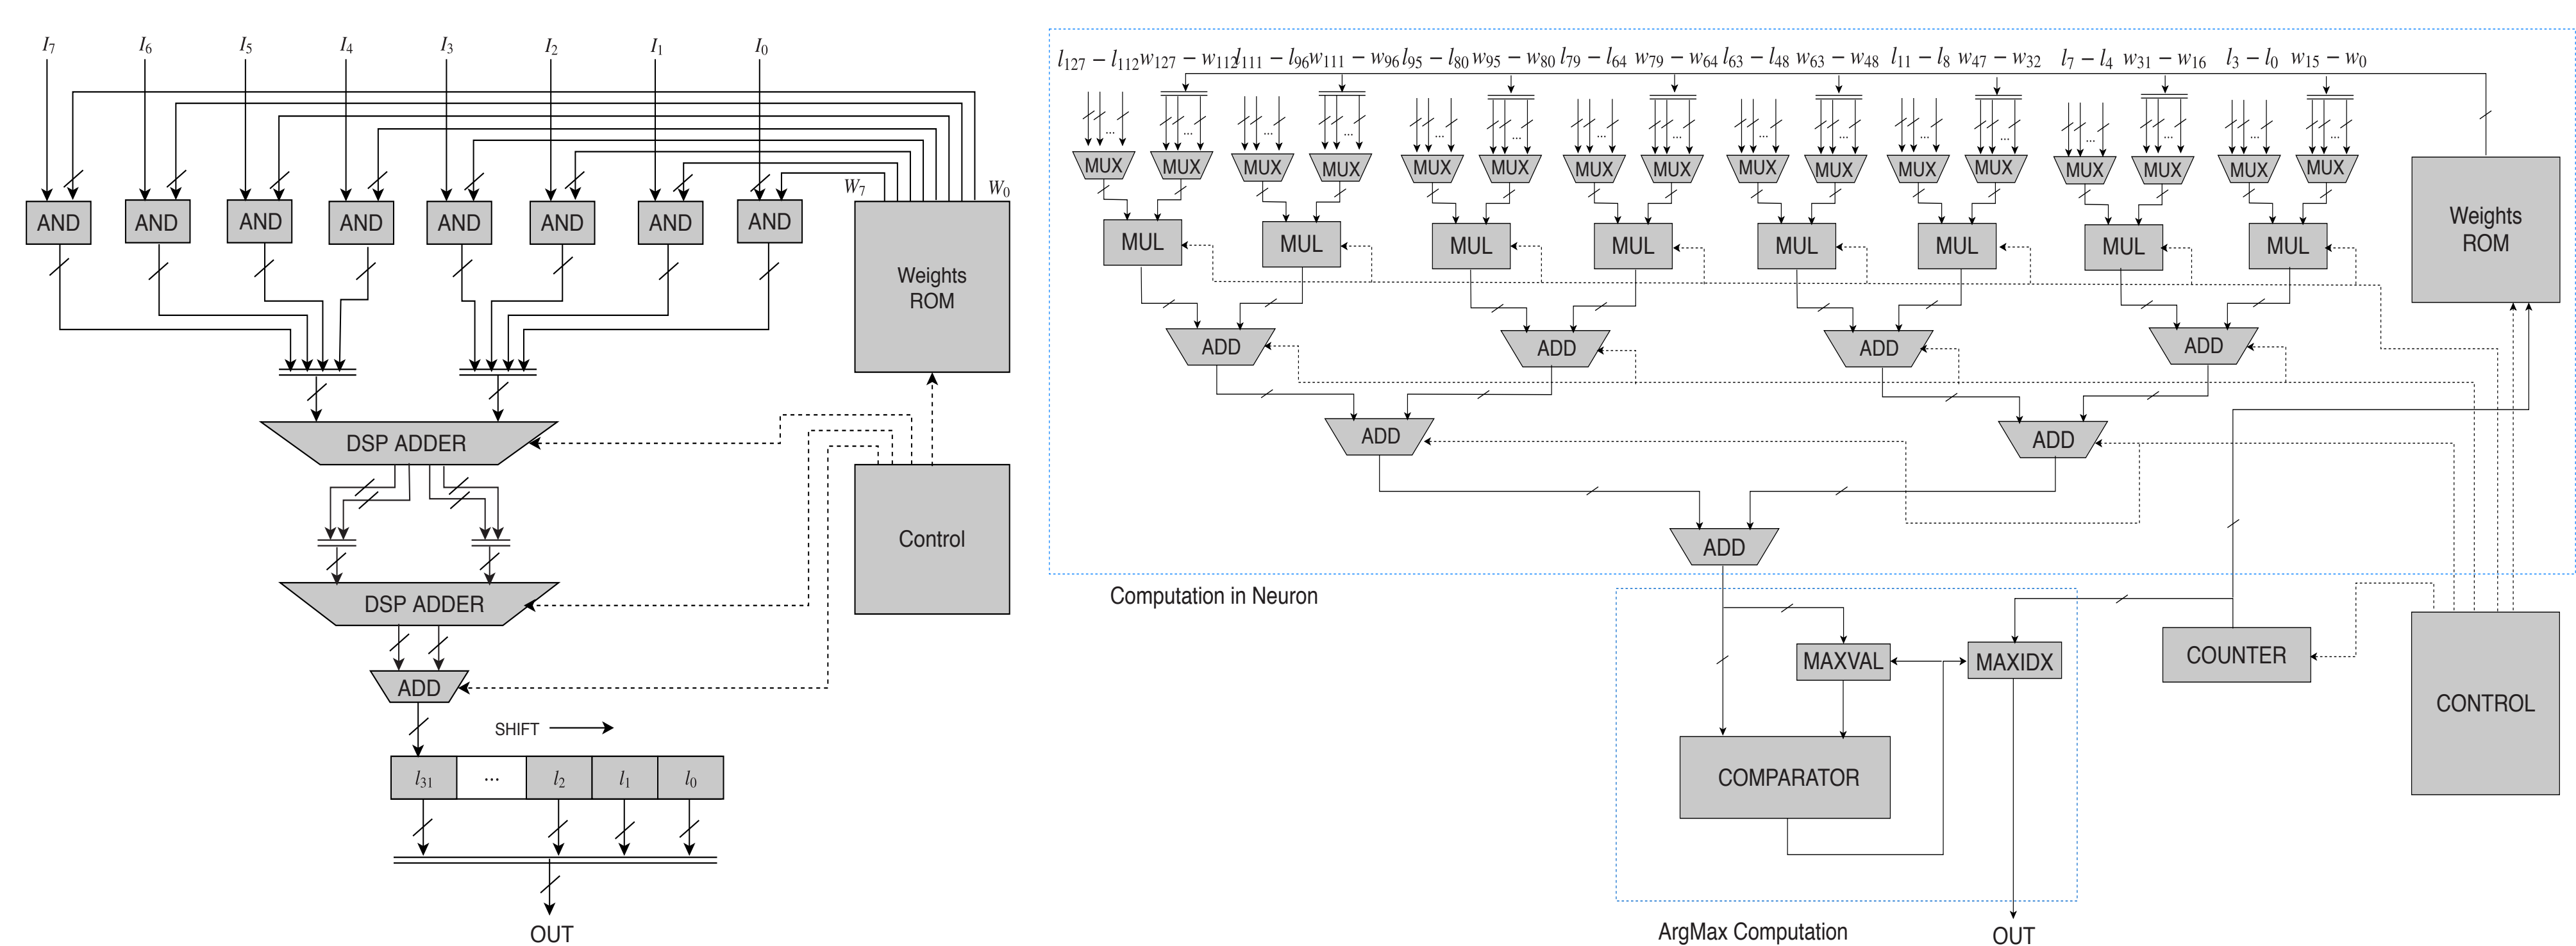 I7 I6 I5 I4 I3 I2 I1 I0
W7 W0
AND AND AND AND AND AND AND AND
Weights
ROM
DSP ADDER
Control
DSP ADDER
ADD
SHIFT
l31 ... l2 l1 l0
OUT
l127 − l112 w127 − w112 l111 − l96 w111 − w96 l95 − l80 w95 − w80 l79 − l64 w79 − w64 l63 − l48 w63 − w48 l11 − l8 w47 − w32 l7 − l4 w31 − w16 l3 − l0 w15 − w0
... ... ... ... ... ... ... ... ... ... ... ... ... ... ... ...
MUX MUX MUX MUX MUX MUX MUX MUX MUX MUX MUX MUX MUX MUX MUX MUX
Weights
ROM
MUL MUL MUL MUL MUL MUL MUL MUL
ADD ADD ADD ADD
ADD ADD
ADD
Computation in Neuron
MAXVAL MAXIDX COUNTER
CONTROL
COMPARATOR
ArgMax Computation
OUT